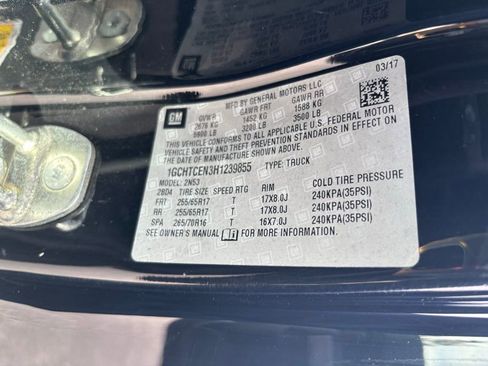 03/17
GM
MFD BY GENERAL MOTORS LLC
GVWR GAWR FRT GAWR RR
2676 KG 1452 KG 1588 KG
5900 LB 3200 LB 3500 LB
THIS VEHICLE CONFORMS TO ALL APPLICABLE U.S. FEDERAL MOTOR
VEHICLE SAFETY AND THEFT PREVENTION STANDARDS IN EFFECT ON
THE DATE OF MANUFACTURE SHOWN ABOVE.
1GCHTCEN3H1239855 TYPE: TRUCK
MODEL: 2N53
2BD4 TIRE SIZE SPEED RTG RIM COLD TIRE PRESSURE
FRT 255/65R17 T 17X8.0J 240KPA(35PSI)
RR 255/65R17 T 17X8.0J 240KPA(35PSI)
SPA 265/70R16 T 16X7.0J 240KPA(35PSI)
SEE OWNER'S MANUAL FOR MORE INFORMATION.